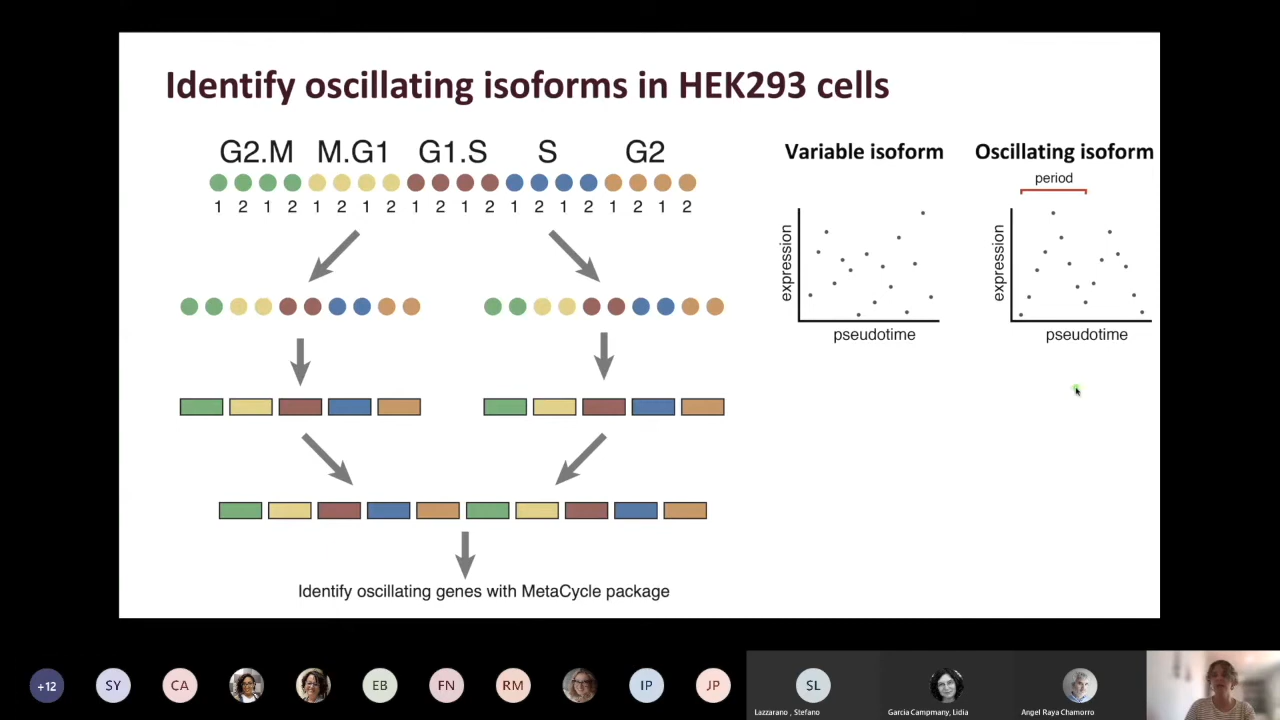 Identify oscillating isoforms in HEK293 cells
G2.M M.G1 G1.S S G2
1 2 1 2 1 2 1 2 1 2 1 2 1 2 1 2 1 2 1 2
Identify oscillating genes with MetaCycle package
Variable isoform
expression
pseudotime
Oscillating isoform
period
expression
pseudotime
+12
SY
CA
EB
FN
RM
IP
JP
SL
Lazzarano , Stefano
Garcia Campmany, Lidia
Angel Raya Chamorro